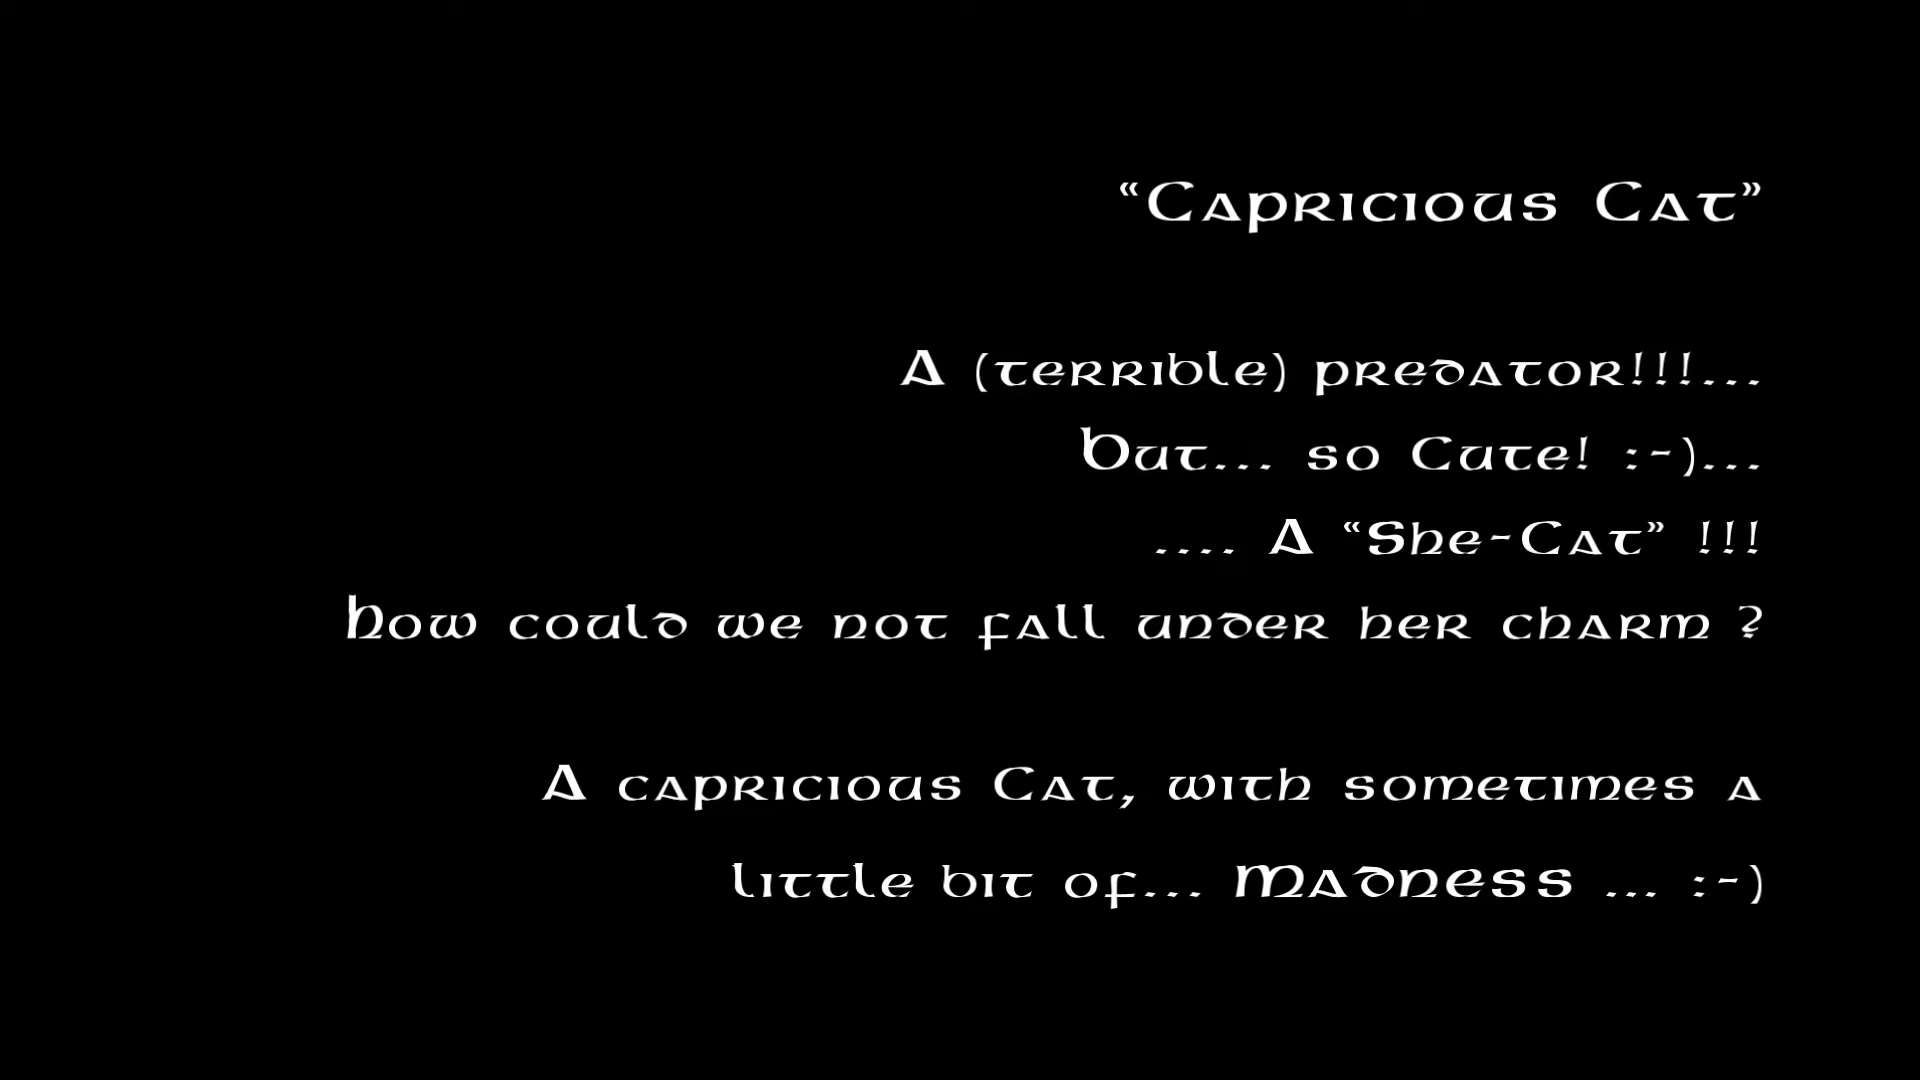 “Capricious Cat”
A (terrible) predator!!!...
But... so Cute! :-)...
.... A “She-Cat” !!!
How could we not fall under her charm ?
A capricious Cat, with sometimes a
little bit of... Madness ... :-)